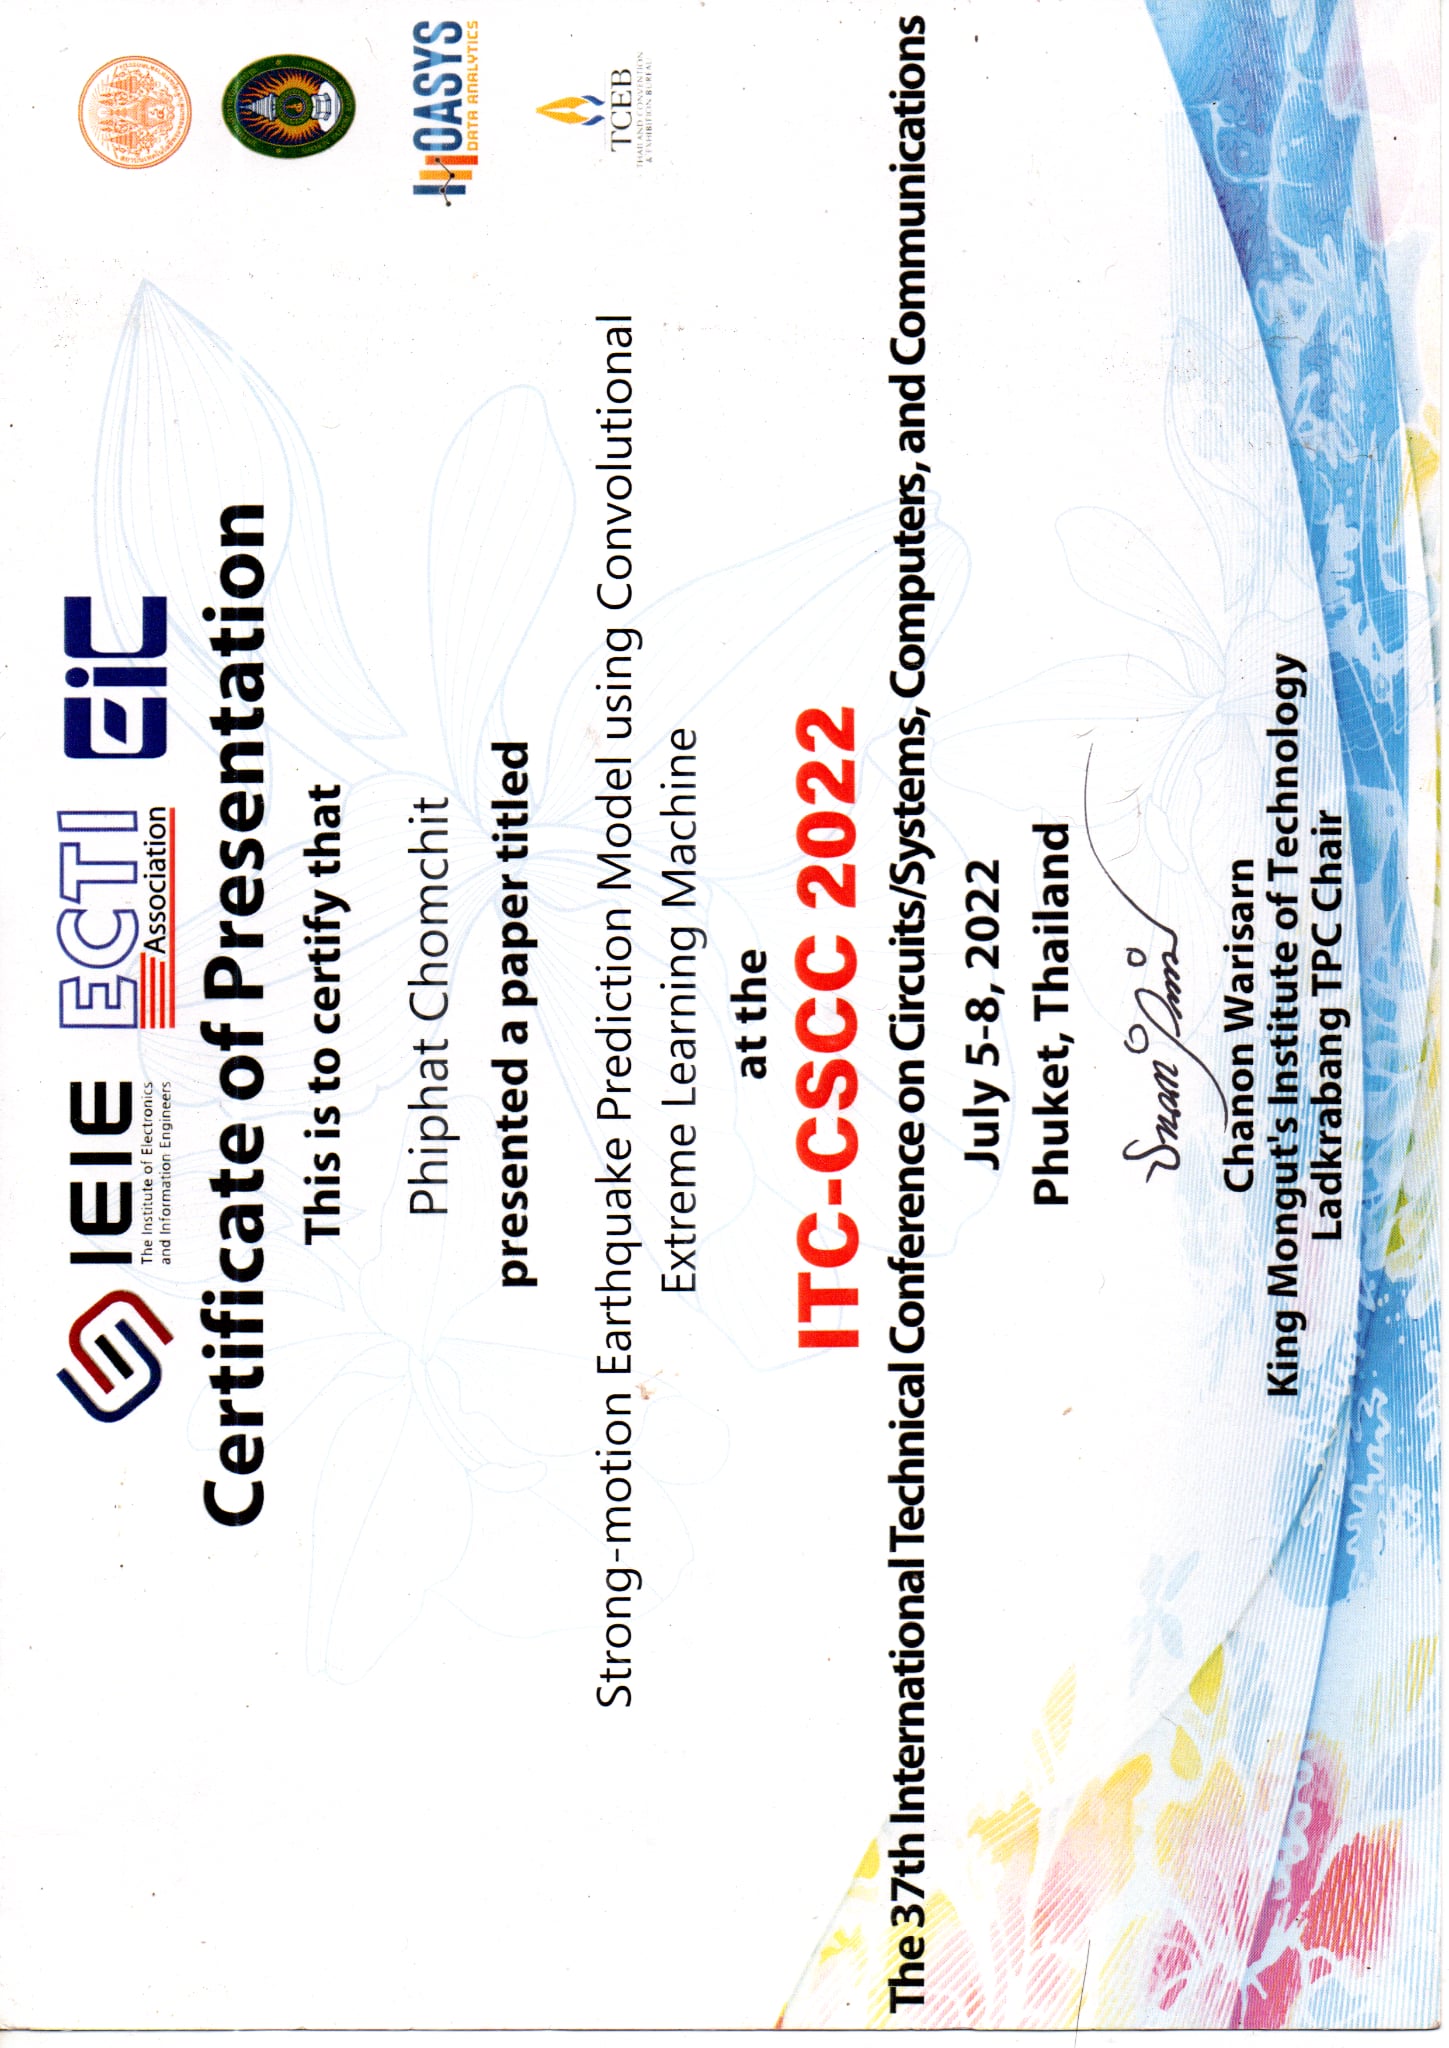 IEIE
The Institute of Electronics
and Information Engineers
ECTI
Association
EiC
Certificate of Presentation
This is to certify that
Phiphat Chomchit
presented a paper titled
Strong-motion Earthquake Prediction Model using Convolutional
Extreme Learning Machine
at the
ITC-CSCC 2022
The 37th International Technical Conference on Circuits/Systems, Computers, and Communications
July 5-8, 2022
Phuket, Thailand
Chanon Warisarn
King Mongut's Institute of Technology
Ladkrabang TPC Chair
OASYS
DATA ANALYTICS
TCEB
THAILAND CONVENTION
& EXHIBITION BUREAU